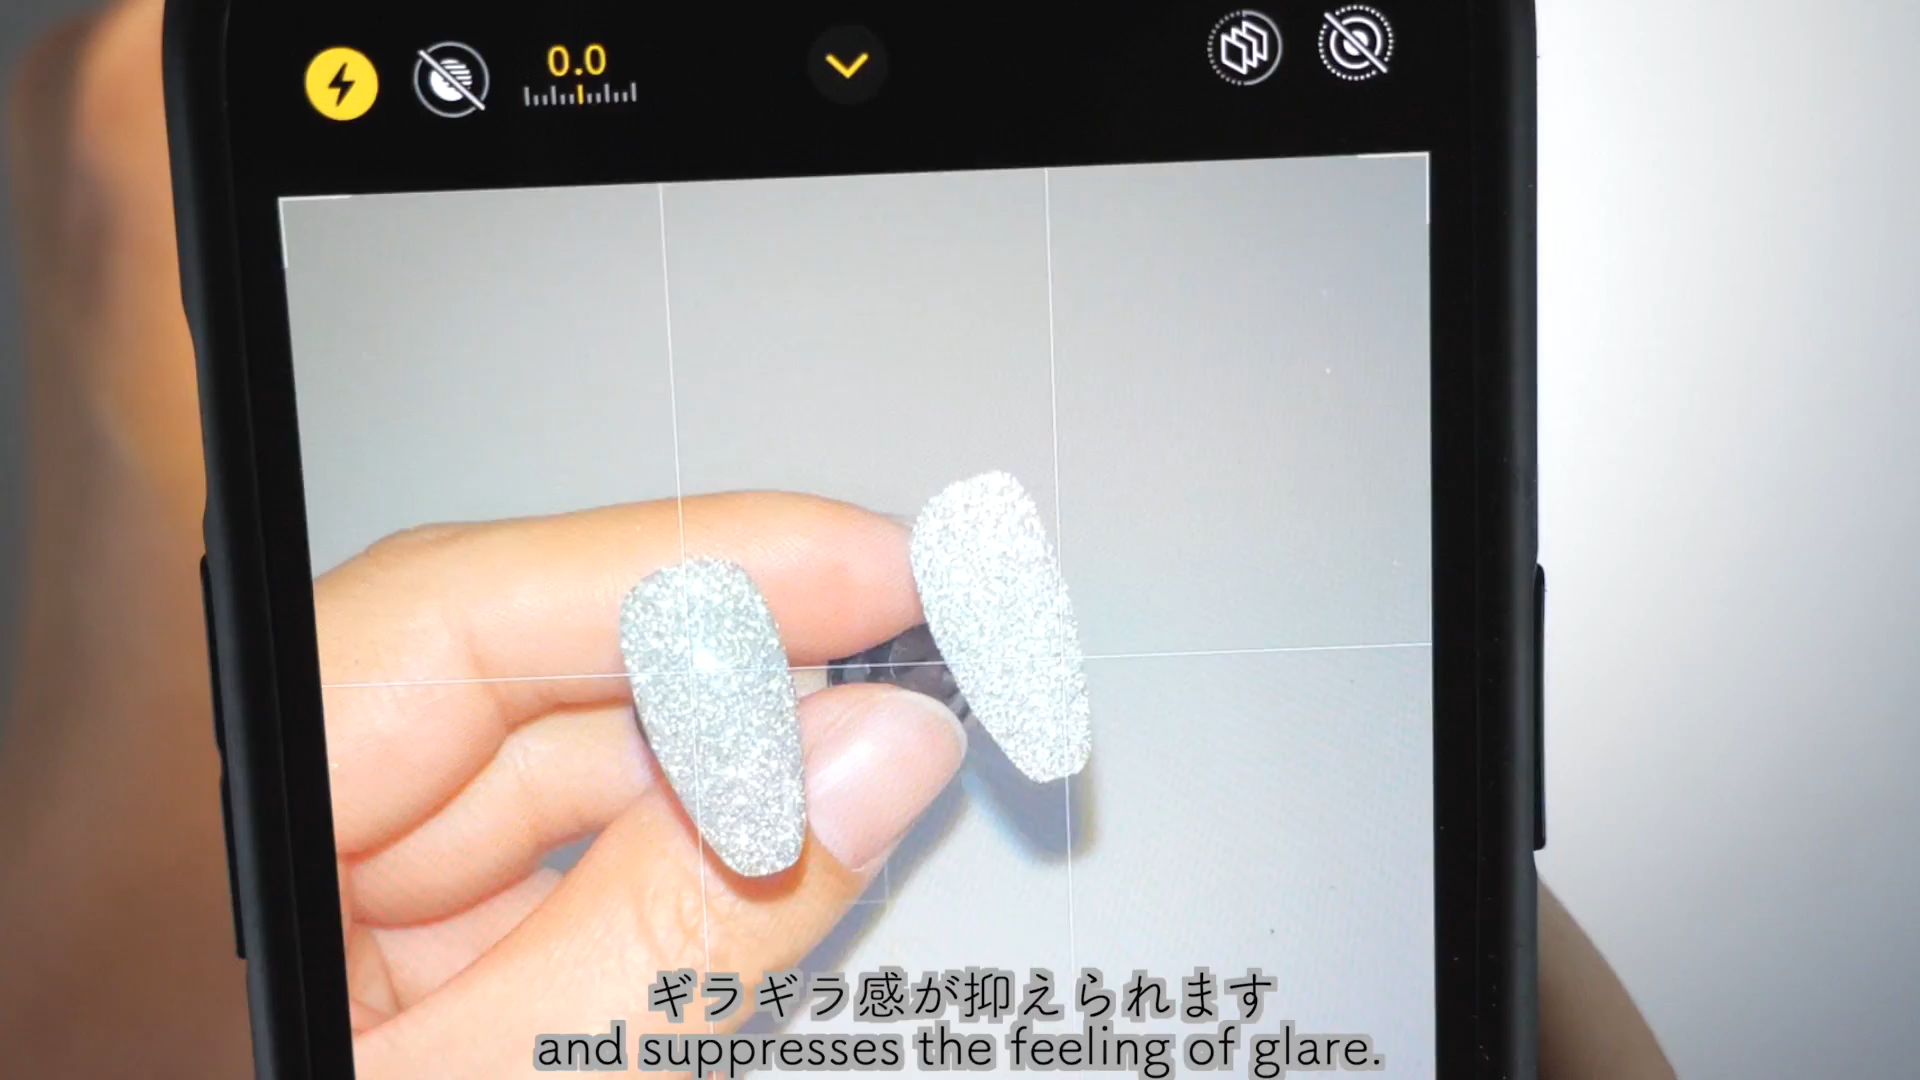 0.0
ギラギラ感が抑えられます
and suppresses the feeling of glare.